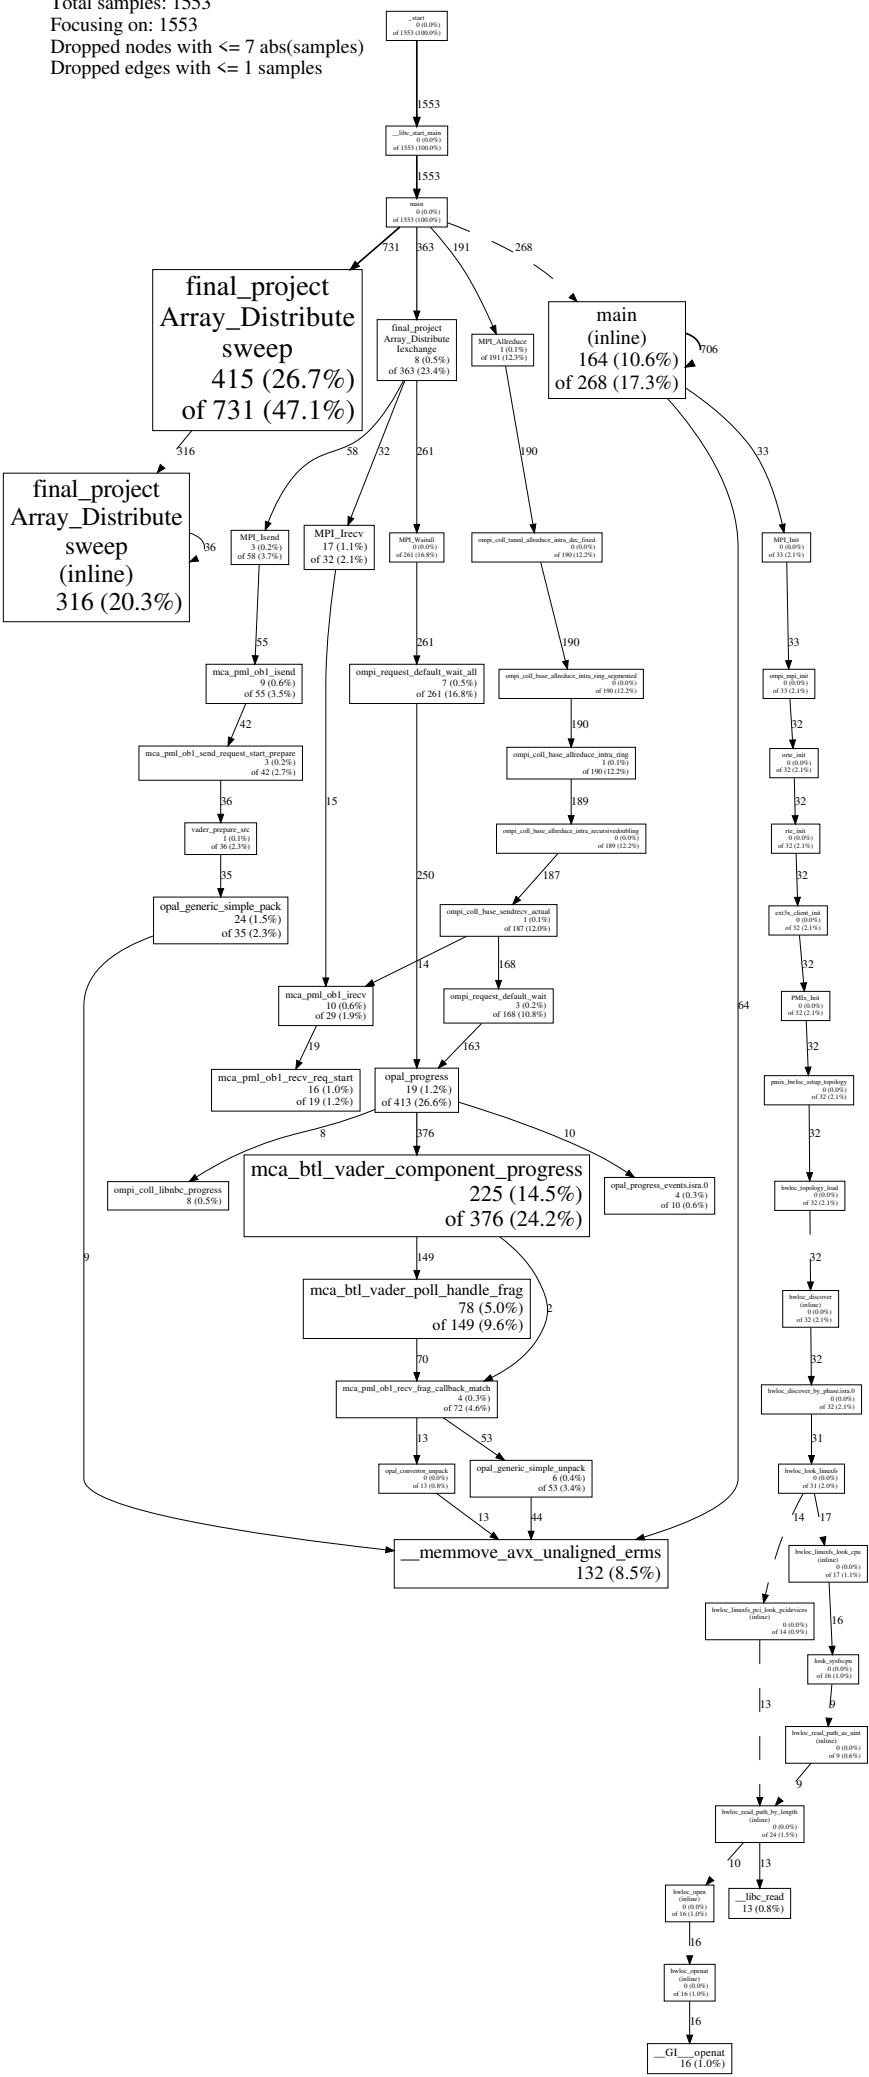 Total samples: 1553
Focusing on: 1553
Dropped nodes with <= 7 abs(samples)
Dropped edges with <= 1 samples
_start
0 (0.0%)
of 1553 (100.0%)
1553
__libc_start_main
0 (0.0%)
of 1553 (100.0%)
1553
main
0 (0.0%)
of 1553 (100.0%)
731
363
191
268
final_project
Array_Distribute
sweep
415 (26.7%)
of 731 (47.1%)
final_project
Array_Distribute
Iexchange
8 (0.5%)
of 363 (23.4%)
MPI_Allreduce
1 (0.1%)
of 191 (12.3%)
main
(inline)
164 (10.6%)
of 268 (17.3%)
706
316
58
32
261
190
33
final_project
Array_Distribute
sweep
(inline)
316 (20.3%)
36
MPI_Isend
3 (0.2%)
of 58 (3.7%)
MPI_Irecv
17 (1.1%)
of 32 (2.1%)
MPI_Waitall
0 (0.0%)
of 261 (16.8%)
ompi_coll_tuned_allreduce_intra_dec_fixed
0 (0.0%)
of 190 (12.2%)
MPI_Init
0 (0.0%)
of 33 (2.1%)
55
261
190
33
mca_pml_ob1_isend
9 (0.6%)
of 55 (3.5%)
ompi_request_default_wait_all
7 (0.5%)
of 261 (16.8%)
ompi_coll_base_allreduce_intra_ring_segmented
0 (0.0%)
of 190 (12.2%)
ompi_mpi_init
0 (0.0%)
of 33 (2.1%)
42
190
32
mca_pml_ob1_send_request_start_prepare
3 (0.2%)
of 42 (2.7%)
ompi_coll_base_allreduce_intra_ring
1 (0.1%)
of 190 (12.2%)
orte_init
0 (0.0%)
of 32 (2.1%)
36
15
189
32
vader_prepare_src
1 (0.1%)
of 36 (2.3%)
ompi_coll_base_allreduce_intra_recursivedoubling
0 (0.0%)
of 189 (12.2%)
rte_init
0 (0.0%)
of 32 (2.1%)
35
250
187
32
opal_generic_simple_pack
24 (1.5%)
of 35 (2.3%)
ompi_coll_base_sendrecv_actual
1 (0.1%)
of 187 (12.0%)
ext3x_client_init
0 (0.0%)
of 32 (2.1%)
14
168
32
64
mca_pml_ob1_irecv
10 (0.6%)
of 29 (1.9%)
ompi_request_default_wait
3 (0.2%)
of 168 (10.8%)
PMIx_Init
0 (0.0%)
of 32 (2.1%)
19
163
32
mca_pml_ob1_recv_req_start
16 (1.0%)
of 19 (1.2%)
opal_progress
19 (1.2%)
of 413 (26.6%)
pmix_hwloc_setup_topology
0 (0.0%)
of 32 (2.1%)
8
376
10
32
ompi_coll_libnbc_progress
8 (0.5%)
mca_btl_vader_component_progress
225 (14.5%)
of 376 (24.2%)
opal_progress_events.isra.0
4 (0.3%)
of 10 (0.6%)
hwloc_topology_load
0 (0.0%)
of 32 (2.1%)
9
149
2
32
mca_btl_vader_poll_handle_frag
78 (5.0%)
of 149 (9.6%)
hwloc_discover
(inline)
0 (0.0%)
of 32 (2.1%)
70
32
mca_pml_ob1_recv_frag_callback_match
4 (0.3%)
of 72 (4.6%)
hwloc_discover_by_phase.isra.0
0 (0.0%)
of 32 (2.1%)
13
53
31
opal_convertor_unpack
0 (0.0%)
of 13 (0.8%)
opal_generic_simple_unpack
6 (0.4%)
of 53 (3.4%)
hwloc_look_linuxfs
0 (0.0%)
of 31 (2.0%)
13
44
14
17
__memmove_avx_unaligned_erms
132 (8.5%)
hwloc_linuxfs_look_cpu
(inline)
0 (0.0%)
of 17 (1.1%)
hwloc_linuxfs_pci_look_pcidevices
(inline)
0 (0.0%)
of 14 (0.9%)
16
look_sysfscpu
0 (0.0%)
of 16 (1.0%)
13
9
hwloc_read_path_as_uint
(inline)
0 (0.0%)
of 9 (0.6%)
9
hwloc_read_path_by_length
(inline)
0 (0.0%)
of 24 (1.5%)
10
13
hwloc_open
(inline)
0 (0.0%)
of 16 (1.0%)
__libc_read
13 (0.8%)
16
hwloc_openat
(inline)
0 (0.0%)
of 16 (1.0%)
16
__GI___openat
16 (1.0%)